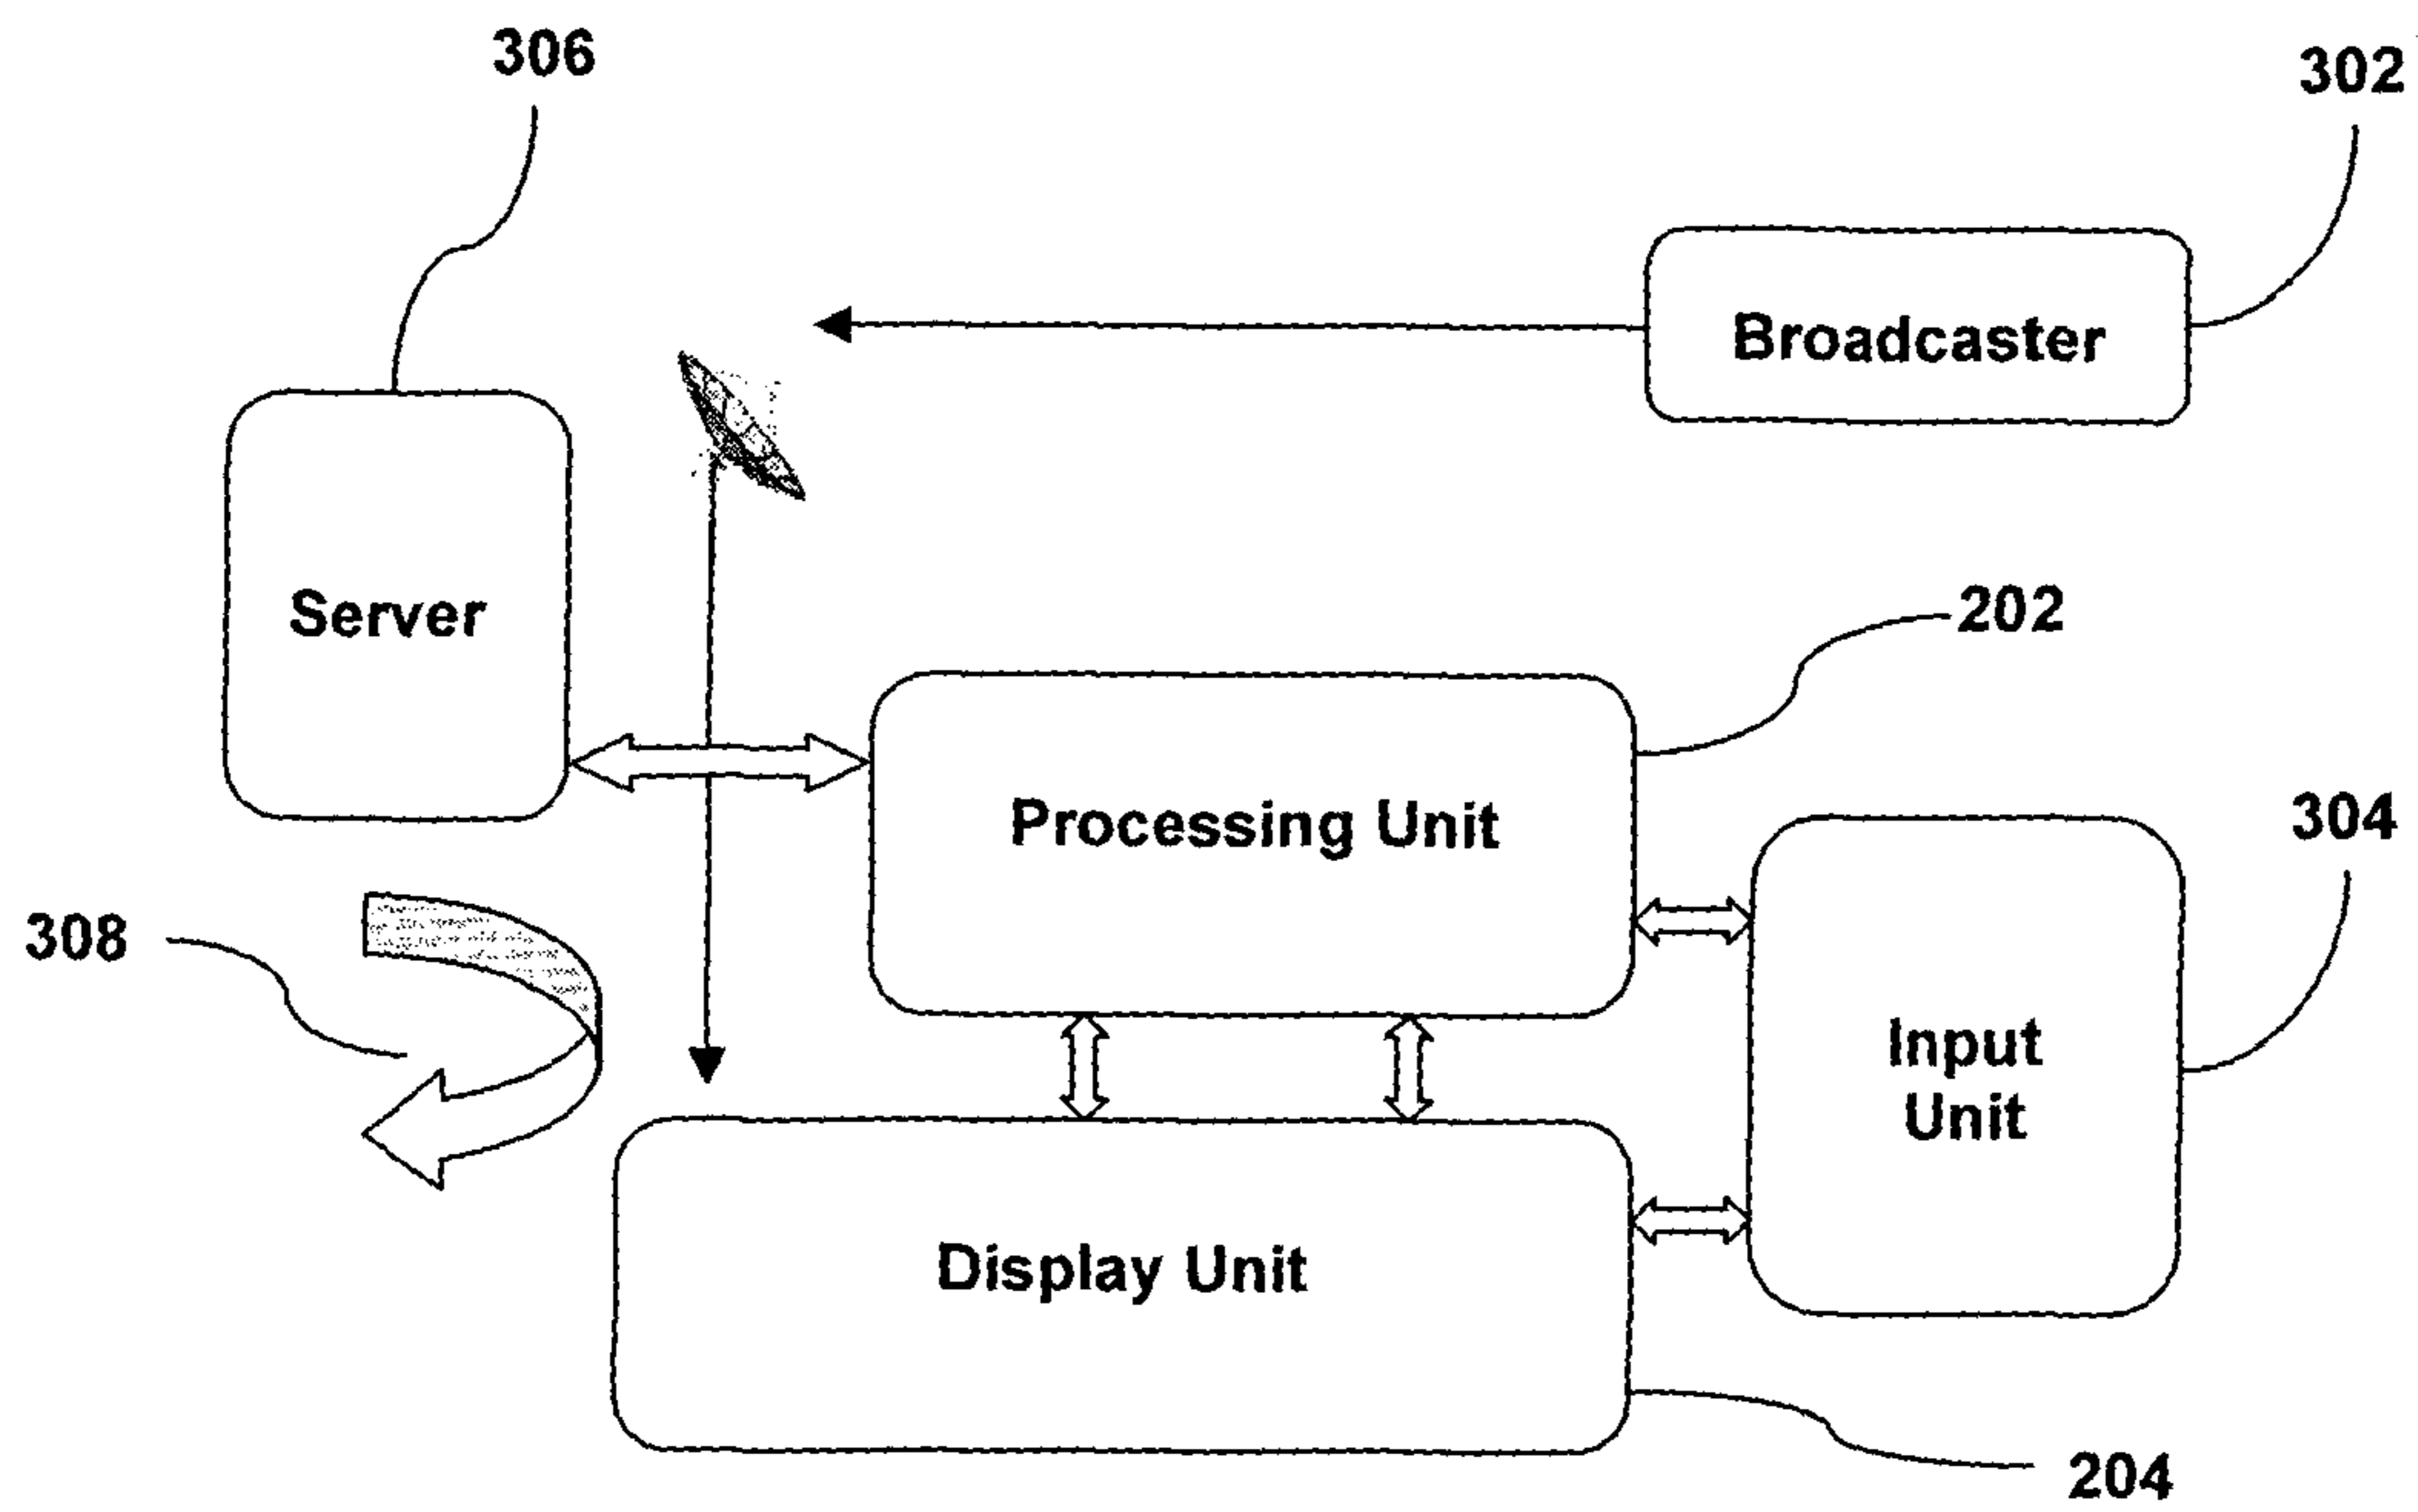 306
302
Broadcaster
Server
202
Processing Unit
304
308
Input
Unit
Display Unit
204